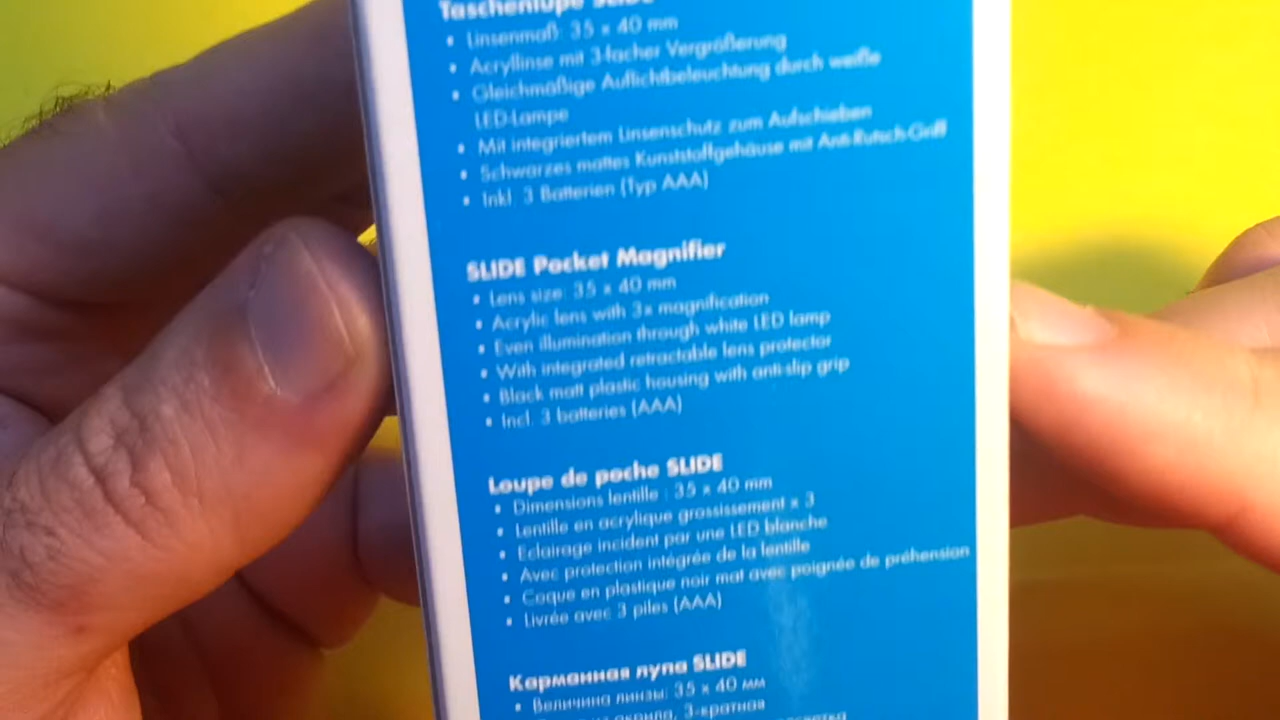 Taschenlupe SLIDE
• Linsenmaß: 35 x 40 mm
• Acryllinse mit 3-facher Vergrößerung
• Gleichmäßige Auflichtbeleuchtung durch weiße
LED-Lampe
• Mit integriertem Linsenschutz zum Aufschieben
• Schwarzes mattes Kunststoffgehäuse mit Anti-Rutsch-Griff
• Inkl. 3 Batterien (Typ AAA)
SLIDE Pocket Magnifier
• Lens size: 35 x 40 mm
• Acrylic lens with 3x magnification
• Even illumination through white LED lamp
• With integrated retractable lens protector
• Black matt plastic housing with anti-slip grip
• Incl. 3 batteries (AAA)
Loupe de poche SLIDE
• Dimensions lentille : 35 x 40 mm
• Lentille en acrylique grossissement x 3
• Eclairage incident par une LED blanche
• Avec protection intégrée de la lentille
• Coque en plastique noir mat avec poignée de préhension
• Livrée avec 3 piles (AAA)
Карманная лупа SLIDE
• Величина линзы: 35 x 40 мм
• акрила, 3-кратная